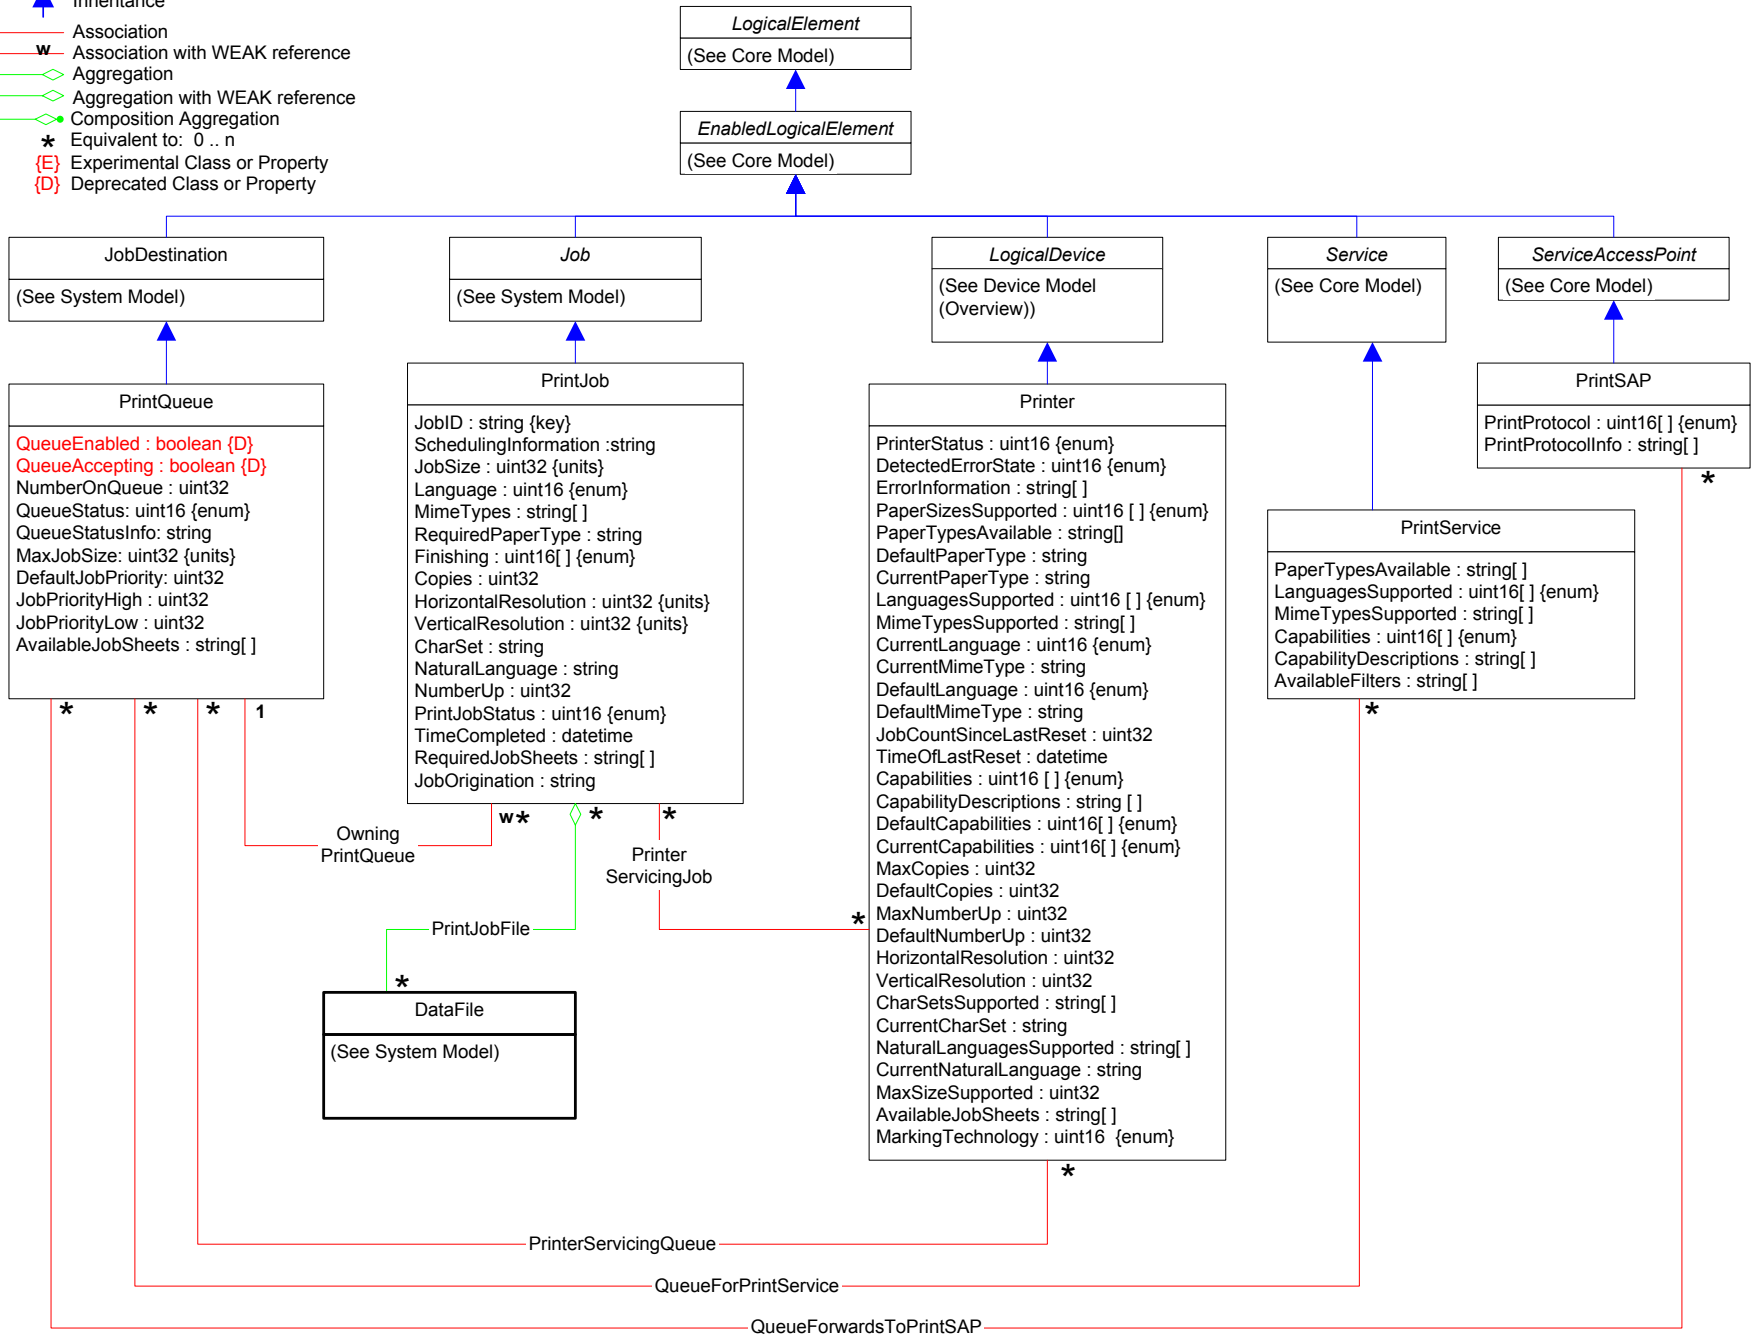 Inheritance
Association
w Association with WEAK reference
Aggregation
Aggregation with WEAK reference
Composition Aggregation
* Equivalent to: 0 .. n
{E} Experimental Class or Property
{D} Deprecated Class or Property
LogicalElement
(See Core Model)
EnabledLogicalElement
(See Core Model)
JobDestination
(See System Model)
Job
(See System Model)
LogicalDevice
(See Device Model
(Overview))
Service
(See Core Model)
ServiceAccessPoint
(See Core Model)
PrintQueue
QueueEnabled : boolean {D}
QueueAccepting : boolean {D}
NumberOnQueue : uint32
QueueStatus: uint16 {enum}
QueueStatusInfo: string
MaxJobSize: uint32 {units}
DefaultJobPriority: uint32
JobPriorityHigh : uint32
JobPriorityLow : uint32
AvailableJobSheets : string[ ]
* * * 1
PrintJob
JobID : string {key}
SchedulingInformation :string
JobSize : uint32 {units}
Language : uint16 {enum}
MimeTypes : string[ ]
RequiredPaperType : string
Finishing : uint16[ ] {enum}
Copies : uint32
HorizontalResolution : uint32 {units}
VerticalResolution : uint32 {units}
CharSet : string
NaturalLanguage : string
NumberUp : uint32
PrintJobStatus : uint16 {enum}
TimeCompleted : datetime
RequiredJobSheets : string[ ]
JobOrigination : string
w* * *
Printer
PrinterStatus : uint16 {enum}
DetectedErrorState : uint16 {enum}
ErrorInformation : string[ ]
PaperSizesSupported : uint16 [ ] {enum}
PaperTypesAvailable : string[]
DefaultPaperType : string
CurrentPaperType : string
LanguagesSupported : uint16 [ ] {enum}
MimeTypesSupported : string[ ]
CurrentLanguage : uint16 {enum}
CurrentMimeType : string
DefaultLanguage : uint16 {enum}
DefaultMimeType : string
JobCountSinceLastReset : uint32
TimeOfLastReset : datetime
Capabilities : uint16 [ ] {enum}
CapabilityDescriptions : string [ ]
DefaultCapabilities : uint16[ ] {enum}
CurrentCapabilities : uint16[ ] {enum}
MaxCopies : uint32
DefaultCopies : uint32
MaxNumberUp : uint32
DefaultNumberUp : uint32
HorizontalResolution : uint32
VerticalResolution : uint32
CharSetsSupported : string[ ]
CurrentCharSet : string
NaturalLanguagesSupported : string[ ]
CurrentNaturalLanguage : string
MaxSizeSupported : uint32
AvailableJobSheets : string[ ]
MarkingTechnology : uint16 {enum}
*
PrintSAP
PrintProtocol : uint16[ ] {enum}
PrintProtocolInfo : string[ ]
*
PrintService
PaperTypesAvailable : string[ ]
LanguagesSupported : uint16[ ] {enum}
MimeTypesSupported : string[ ]
Capabilities : uint16[ ] {enum}
CapabilityDescriptions : string[ ]
AvailableFilters : string[ ]
*
Owning
PrintQueue
Printer
ServicingJob
*
PrintJobFile
*
DataFile
(See System Model)
PrinterServicingQueue
QueueForPrintService
QueueForwardsToPrintSAP